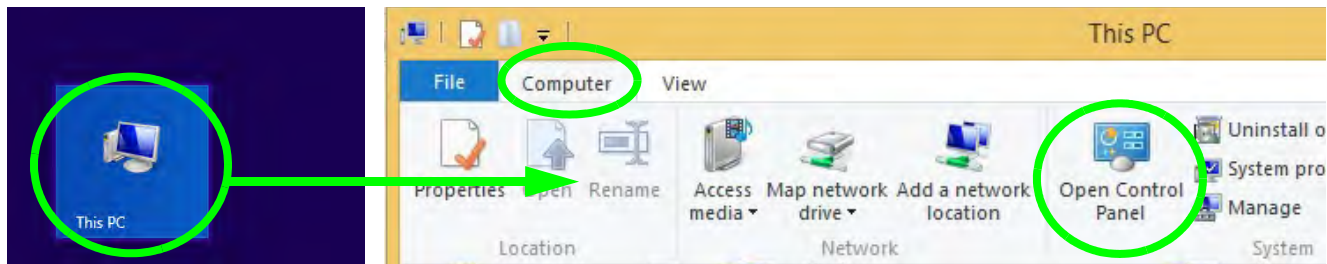 This PC
This PC
File Computer View
Properties Open Rename
Access media
Map network drive
Add a network location
Open Control Panel
Uninstall o
System pro
Manage
Location
Network
System